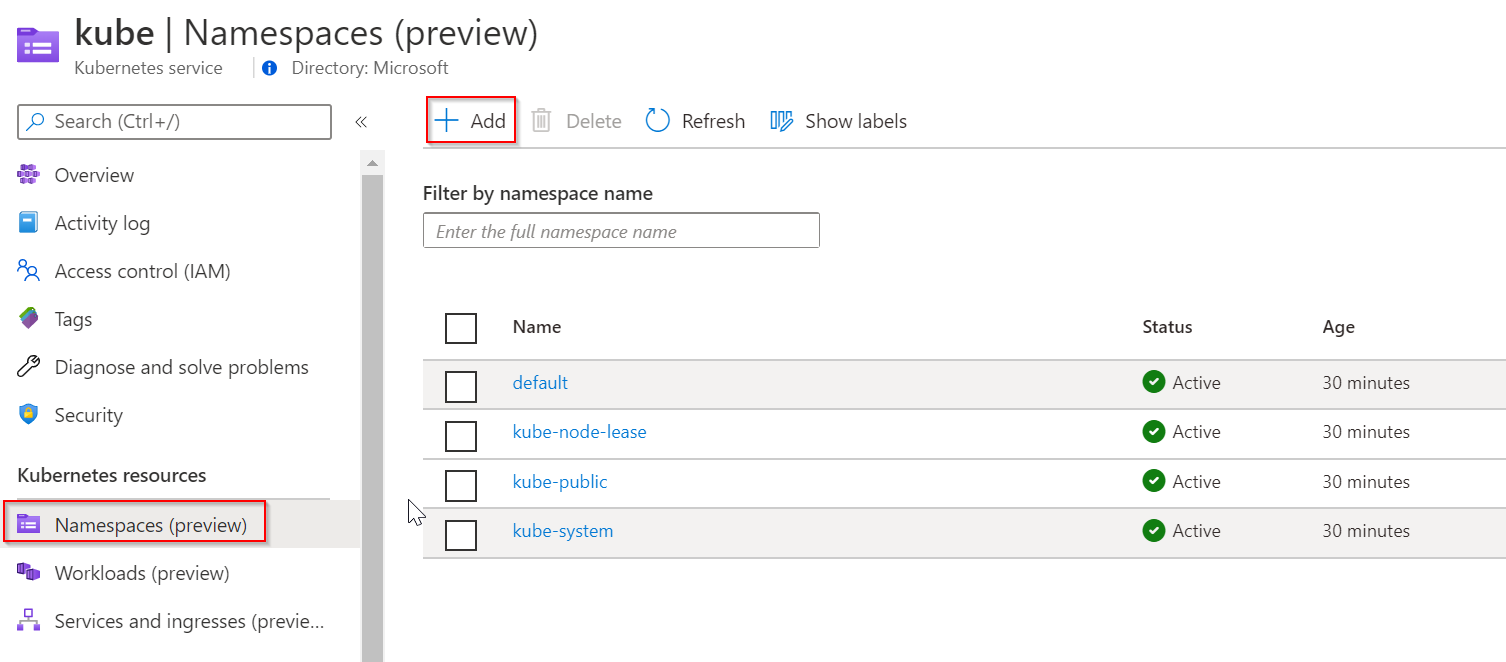 kube | Namespaces (preview)
Kubernetes service
Directory: Microsoft
Search (Ctrl+/)
«
Overview
Activity log
Access control (IAM)
Tags
Diagnose and solve problems
Security
Kubernetes resources
Namespaces (preview)
Workloads (preview)
Services and ingresses (previe...
Add Delete Refresh Show labels
Filter by namespace name
Enter the full namespace name
Name Status Age
default Active 30 minutes
kube-node-lease Active 30 minutes
kube-public Active 30 minutes
kube-system Active 30 minutes